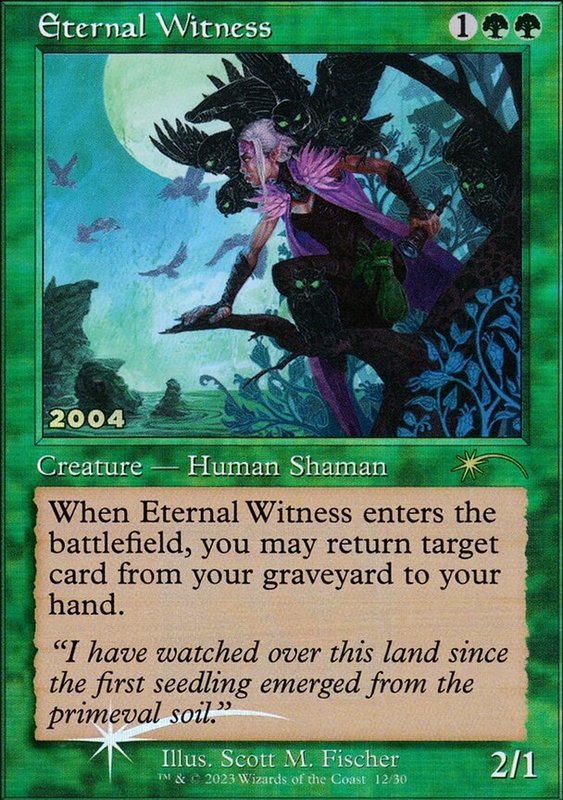 Eternal Witness 1
2004
Creature — Human Shaman
When Eternal Witness enters the
battlefield, you may return target
card from your graveyard to your
hand.
“I have watched over this land since
the first seedling emerged from the
primeval soil.”
Illus. Scott M. Fischer
™ & © 2023 Wizards of the Coast 12/30
2/1